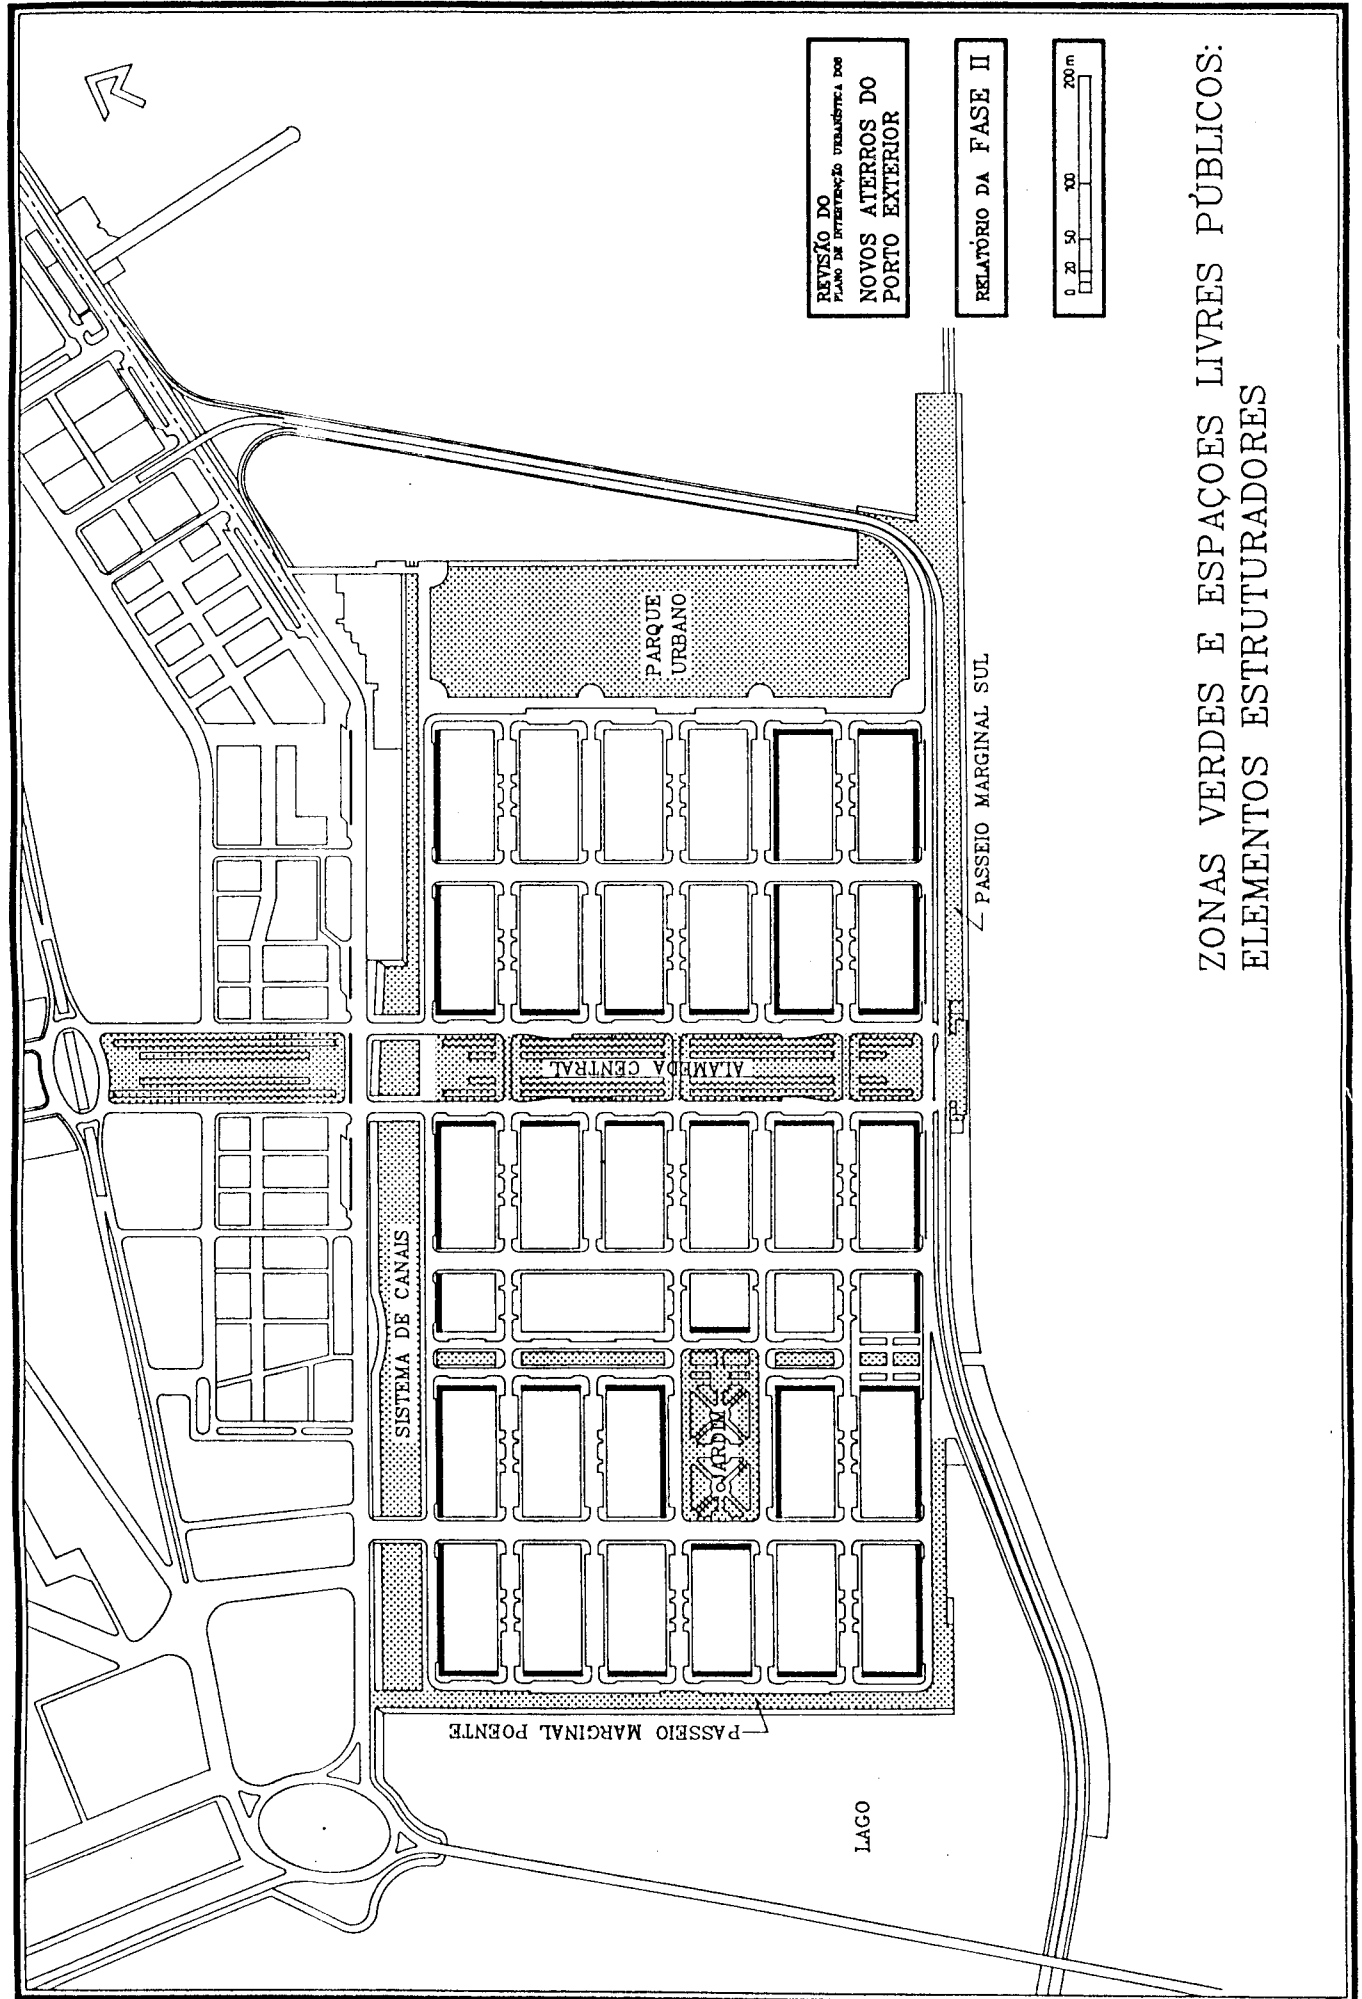 REVISÃO DO
PLANO DE INTERVENÇÃO URBANÍSTICA DOS
NOVOS ATERROS DO
PORTO EXTERIOR
RELATÓRIO DA FASE II
0 20 50 100 200 m
ZONAS VERDES E ESPAÇOES LIVRES PÚBLICOS:
ELEMENTOS ESTRUTURADORES
PARQUE
URBANO
PASSEIO MARGINAL SUL
ALAMEDA CENTRAL
SISTEMA DE CANAIS
JARDIM
PASSEIO MARGINAL POENTE
LAGO